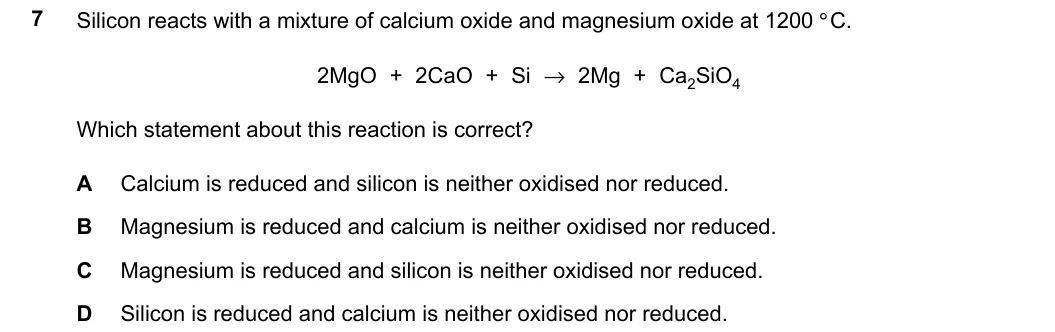 7 Silicon reacts with a mixture of calcium oxide and magnesium oxide at 1200 °C.
2MgO + 2CaO + Si → 2Mg + Ca₂SiO₄
Which statement about this reaction is correct?
A Calcium is reduced and silicon is neither oxidised nor reduced.
B Magnesium is reduced and calcium is neither oxidised nor reduced.
C Magnesium is reduced and silicon is neither oxidised nor reduced.
D Silicon is reduced and calcium is neither oxidised nor reduced.